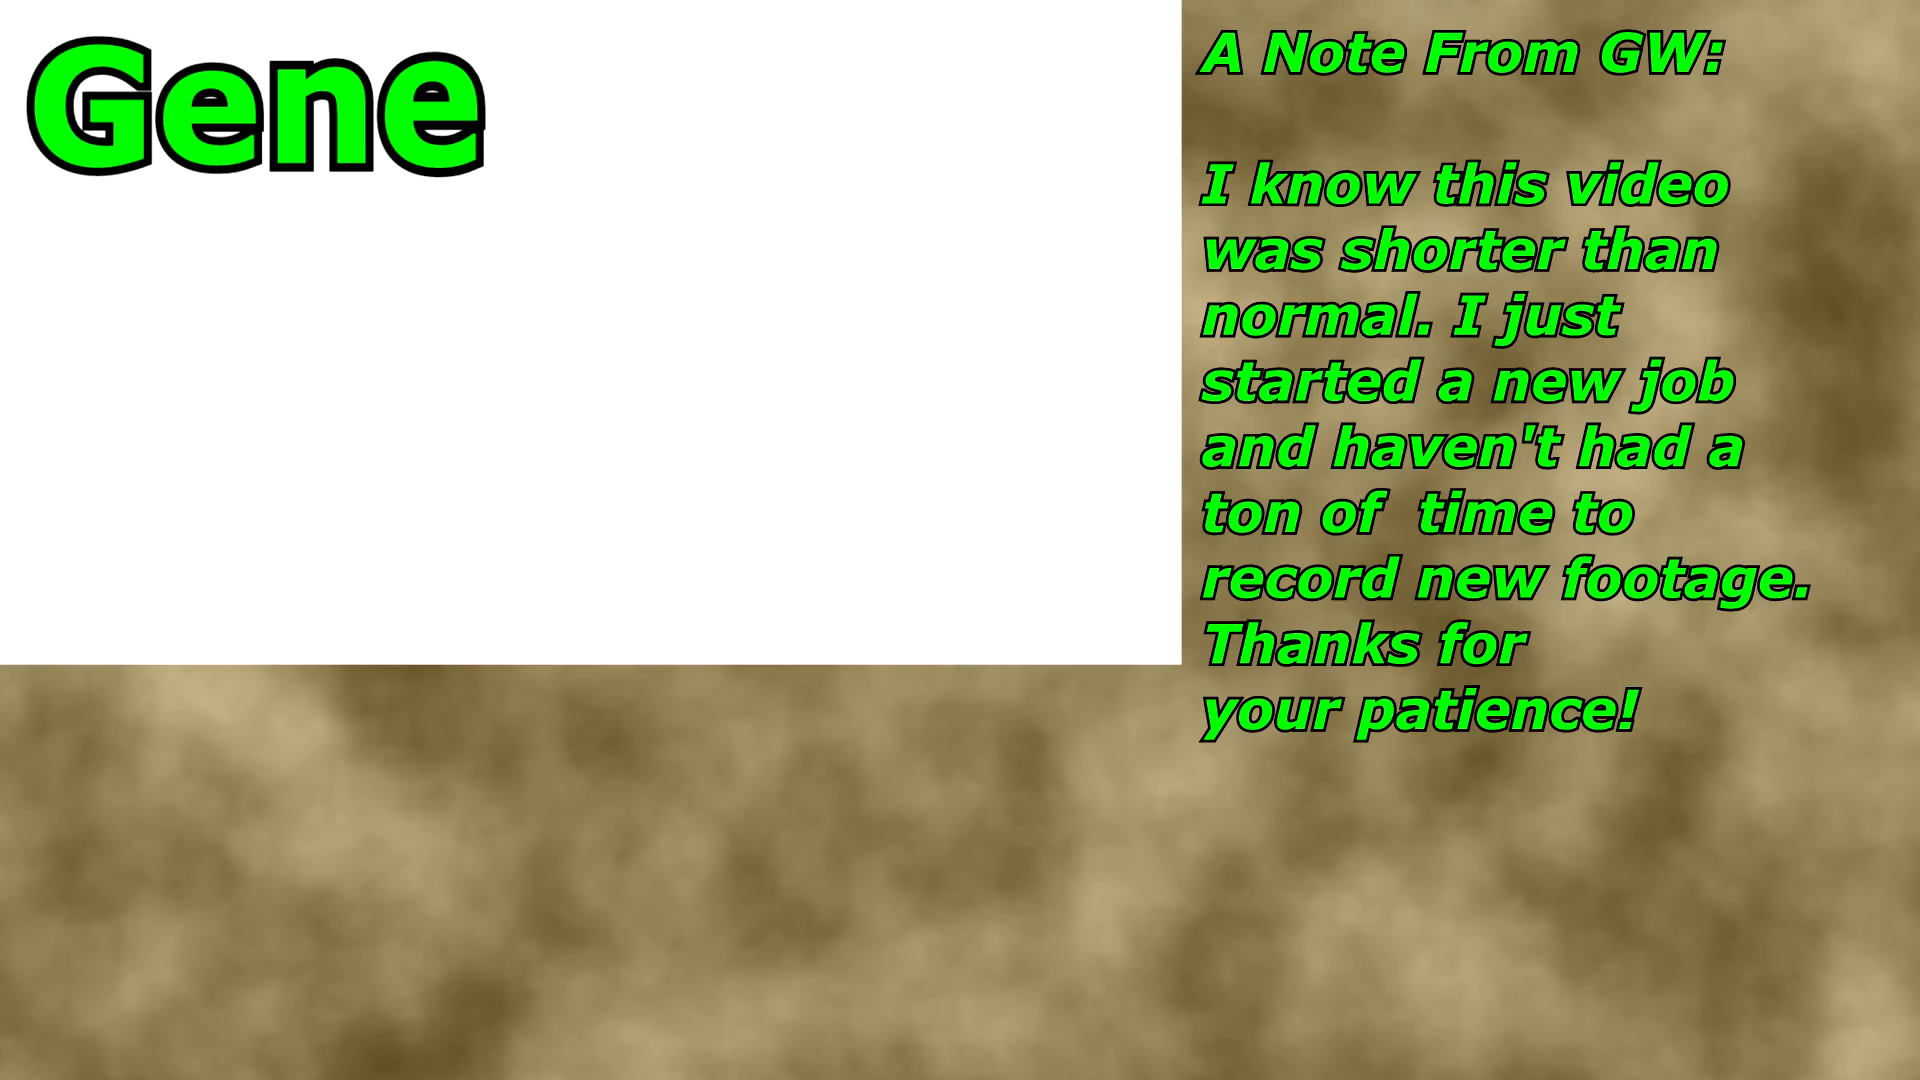 Gene
A Note From GW:
I know this video
was shorter than
normal. I just
started a new job
and haven't had a
ton of  time to
record new footage.
Thanks for
your patience!